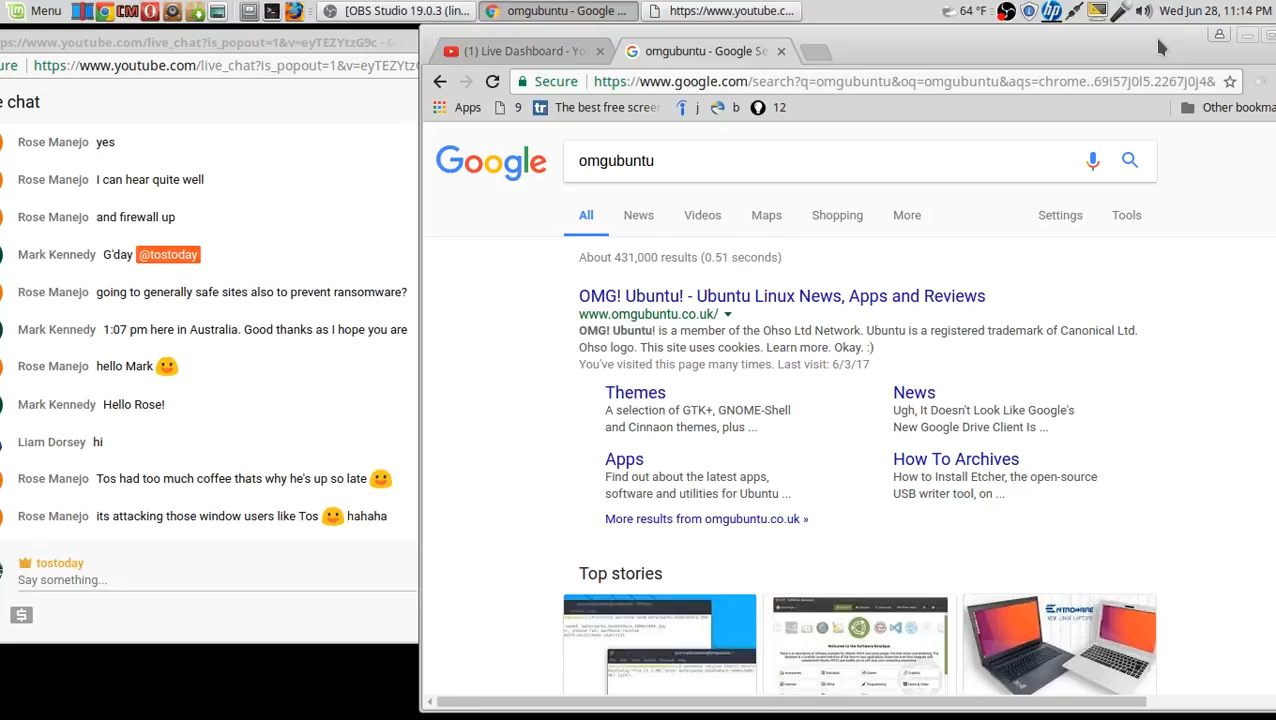 Menu
[OBS Studio 19.0.3 (lin...
omgubuntu - Google ...
https://www.youtube.c...
64 °F
Wed Jun 28, 11:14 PM
ps://www.youtube.com/live_chat?is_popout=1&v=eyTEZYtzG9c - G
ure
https://www.youtube.com/live_chat?is_popout=1&v=eyTEZYtz
e chat
Rose Manejo yes
Rose Manejo I can hear quite well
Rose Manejo and firewall up
Mark Kennedy G'day @tostoday
Rose Manejo going to generally safe sites also to prevent ransomware?
Mark Kennedy 1:07 pm here in Australia. Good thanks as I hope you are
Rose Manejo hello Mark
Mark Kennedy Hello Rose!
Liam Dorsey hi
Rose Manejo Tos had too much coffee thats why he's up so late
Rose Manejo its attacking those window users like Tos hahaha
tostoday
Say something...
(1) Live Dashboard - Yo
omgubuntu - Google Se
Secure
https://www.google.com/search?q=omgubuntu&oq=omgubuntu&aqs=chrome..69i57j0l5.2267j0j4&
Apps
9
tr The best free screen
j
b
12
Other bookma
Google
omgubuntu
All
News
Videos
Maps
Shopping
More
Settings
Tools
About 431,000 results (0.51 seconds)
OMG! Ubuntu! - Ubuntu Linux News, Apps and Reviews
www.omgubuntu.co.uk/
OMG! Ubuntu! is a member of the Ohso Ltd Network. Ubuntu is a registered trademark of Canonical Ltd.
Ohso logo. This site uses cookies. Learn more. Okay. :)
You've visited this page many times. Last visit: 6/3/17
Themes
A selection of GTK+, GNOME-Shell
and Cinnaon themes, plus ...
News
Ugh, It Doesn't Look Like Google's
New Google Drive Client Is ...
Apps
Find out about the latest apps,
software and utilities for Ubuntu ...
How To Archives
How to Install Etcher, the open-source
USB writer tool, on ...
More results from omgubuntu.co.uk »
Top stories
ENTROWARE